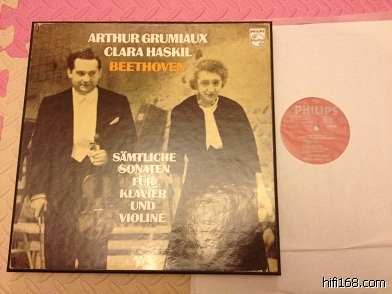 ARTHUR GRUMIAUX
CLARA HASKIL
BEETHOVEN
PHILIPS
SÄMTLICHE
SONATEN
FÜR
KLAVIER
UND
VIOLINE
PHILIPS
hifi168.com